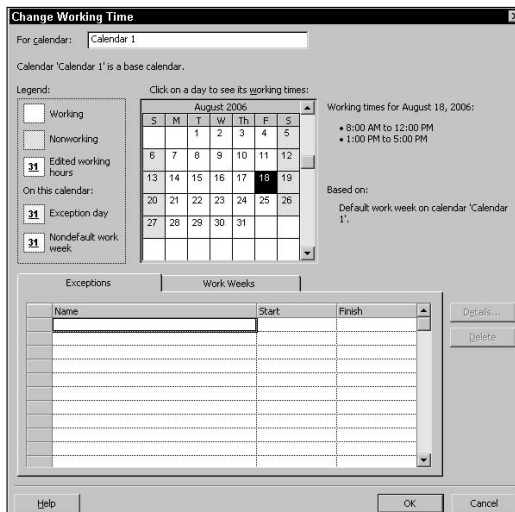 Change Working Time
For calendar: Calendar 1
Calendar 'Calendar 1' is a base calendar.
Legend:
Working
Nonworking
31 Edited working hours
On this calendar:
31 Exception day
31 Nondefault work week
Click on a day to see its working times:
August 2006
S M T W Th F S
1 2 3 4 5
6 7 8 9 10 11 12
13 14 15 16 17 18 19
20 21 22 23 24 25 26
27 28 29 30 31
Working times for August 18, 2006:
• 8:00 AM to 12:00 PM
• 1:00 PM to 5:00 PM
Based on:
Default work week on calendar 'Calendar
1'.
Exceptions Work Weeks
Name Start Finish
Details...
Delete
Help OK Cancel